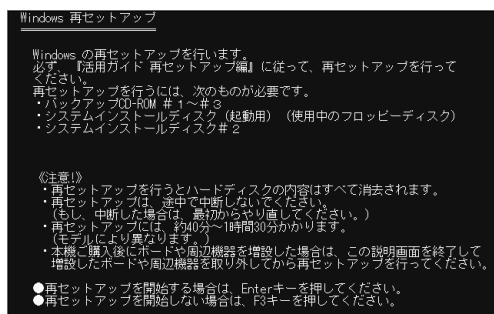 Windows 再セットアップ
Windows の再セットアップを行います。
必ず、『活用ガイド 再セットアップ編』に従って、再セットアップを行って
ください。
再セットアップを行うには、次のものが必要です。
・バックアップCD-ROM ＃１～＃３
・システムインストールディスク（起動用）（使用中のフロッピーディスク）
・システムインストールディスク＃２
《注意!》
・再セットアップを行うとハードディスクの内容はすべて消去されます。
・再セットアップは、途中で中断しないでください。
（もし、中断した場合は、最初からやり直してください。）
・再セットアップには、約40分～1時間30分かかります。
（モデルにより異なります。）
・本機ご購入後にボードや周辺機器を増設した場合は、この説明画面を終了して
増設したボードや周辺機器を取り外してから再セットアップを行ってください。
●再セットアップを開始する場合は、Enterキーを押してください。
●再セットアップを開始しない場合は、F3キーを押してください。